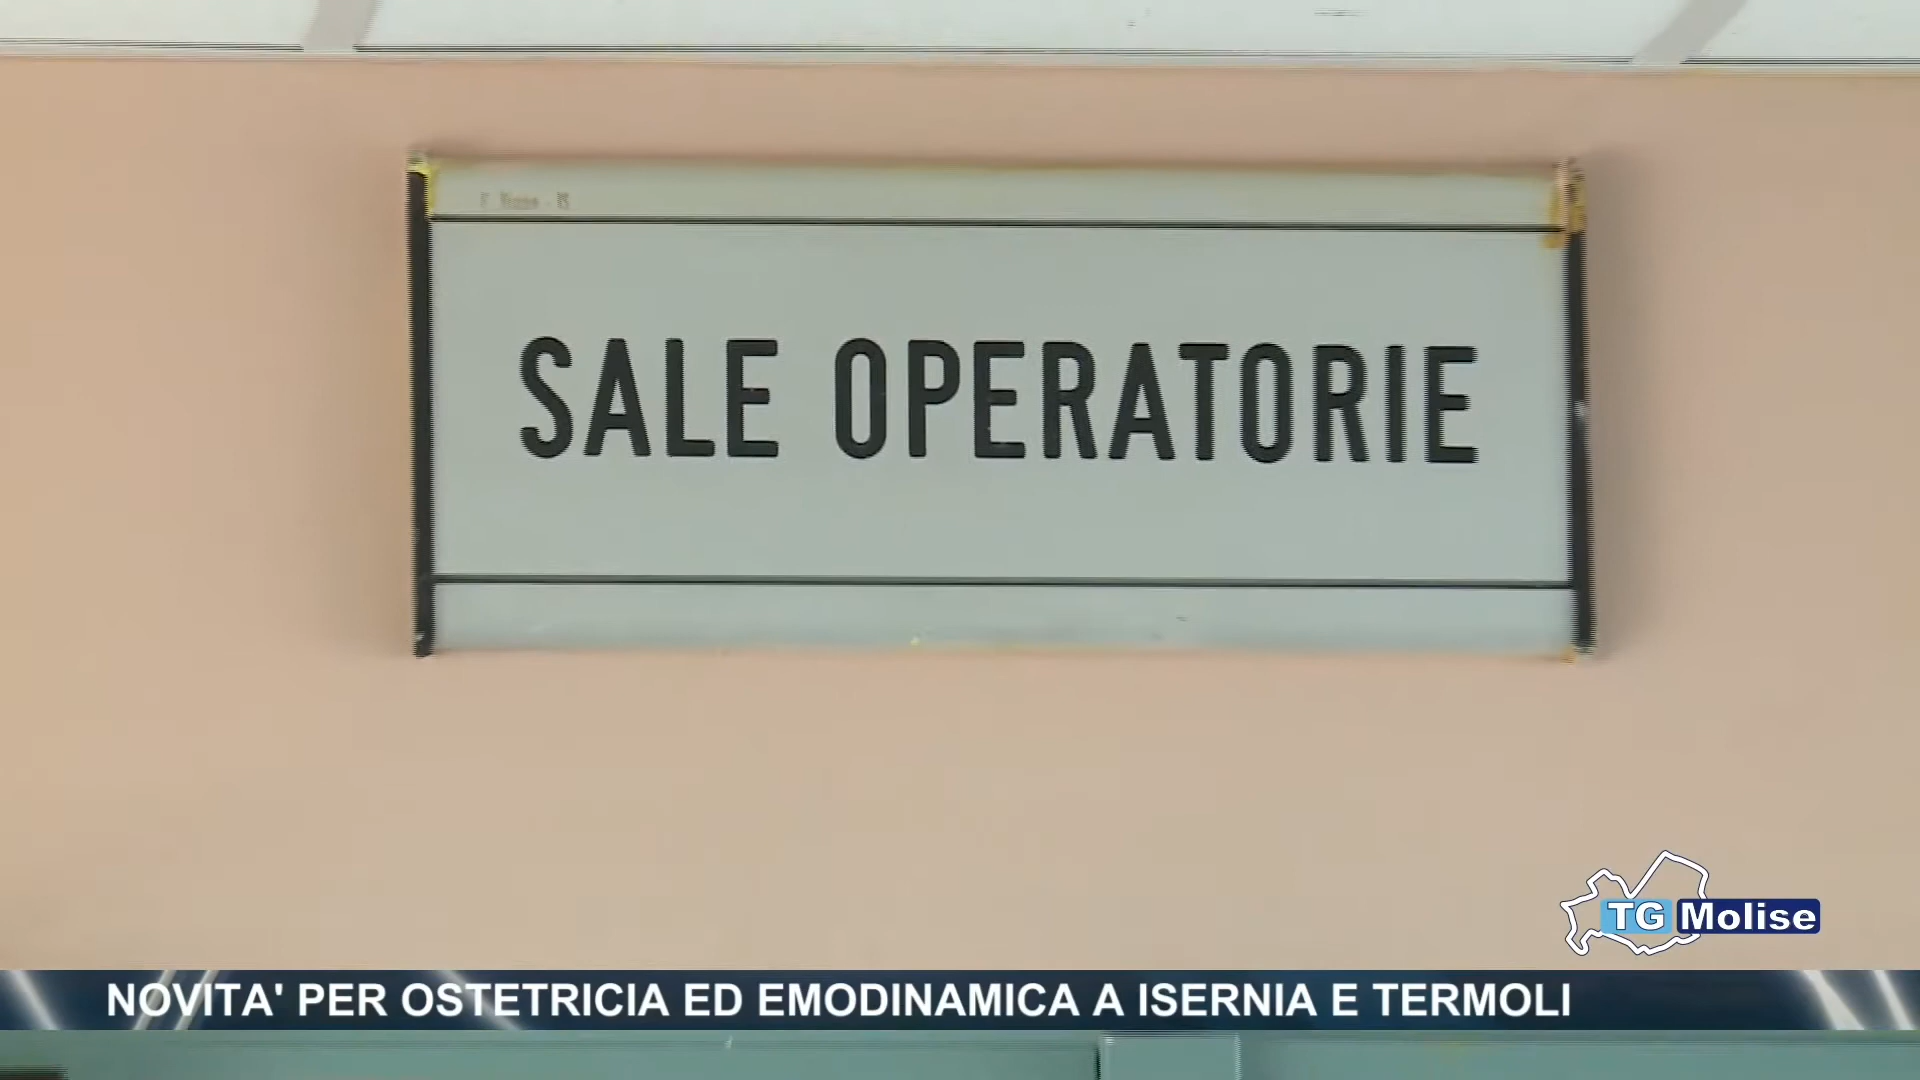 SALE OPERATORIE
TG Molise
NOVITA' PER OSTETRICIA ED EMODINAMICA A ISERNIA E TERMOLI